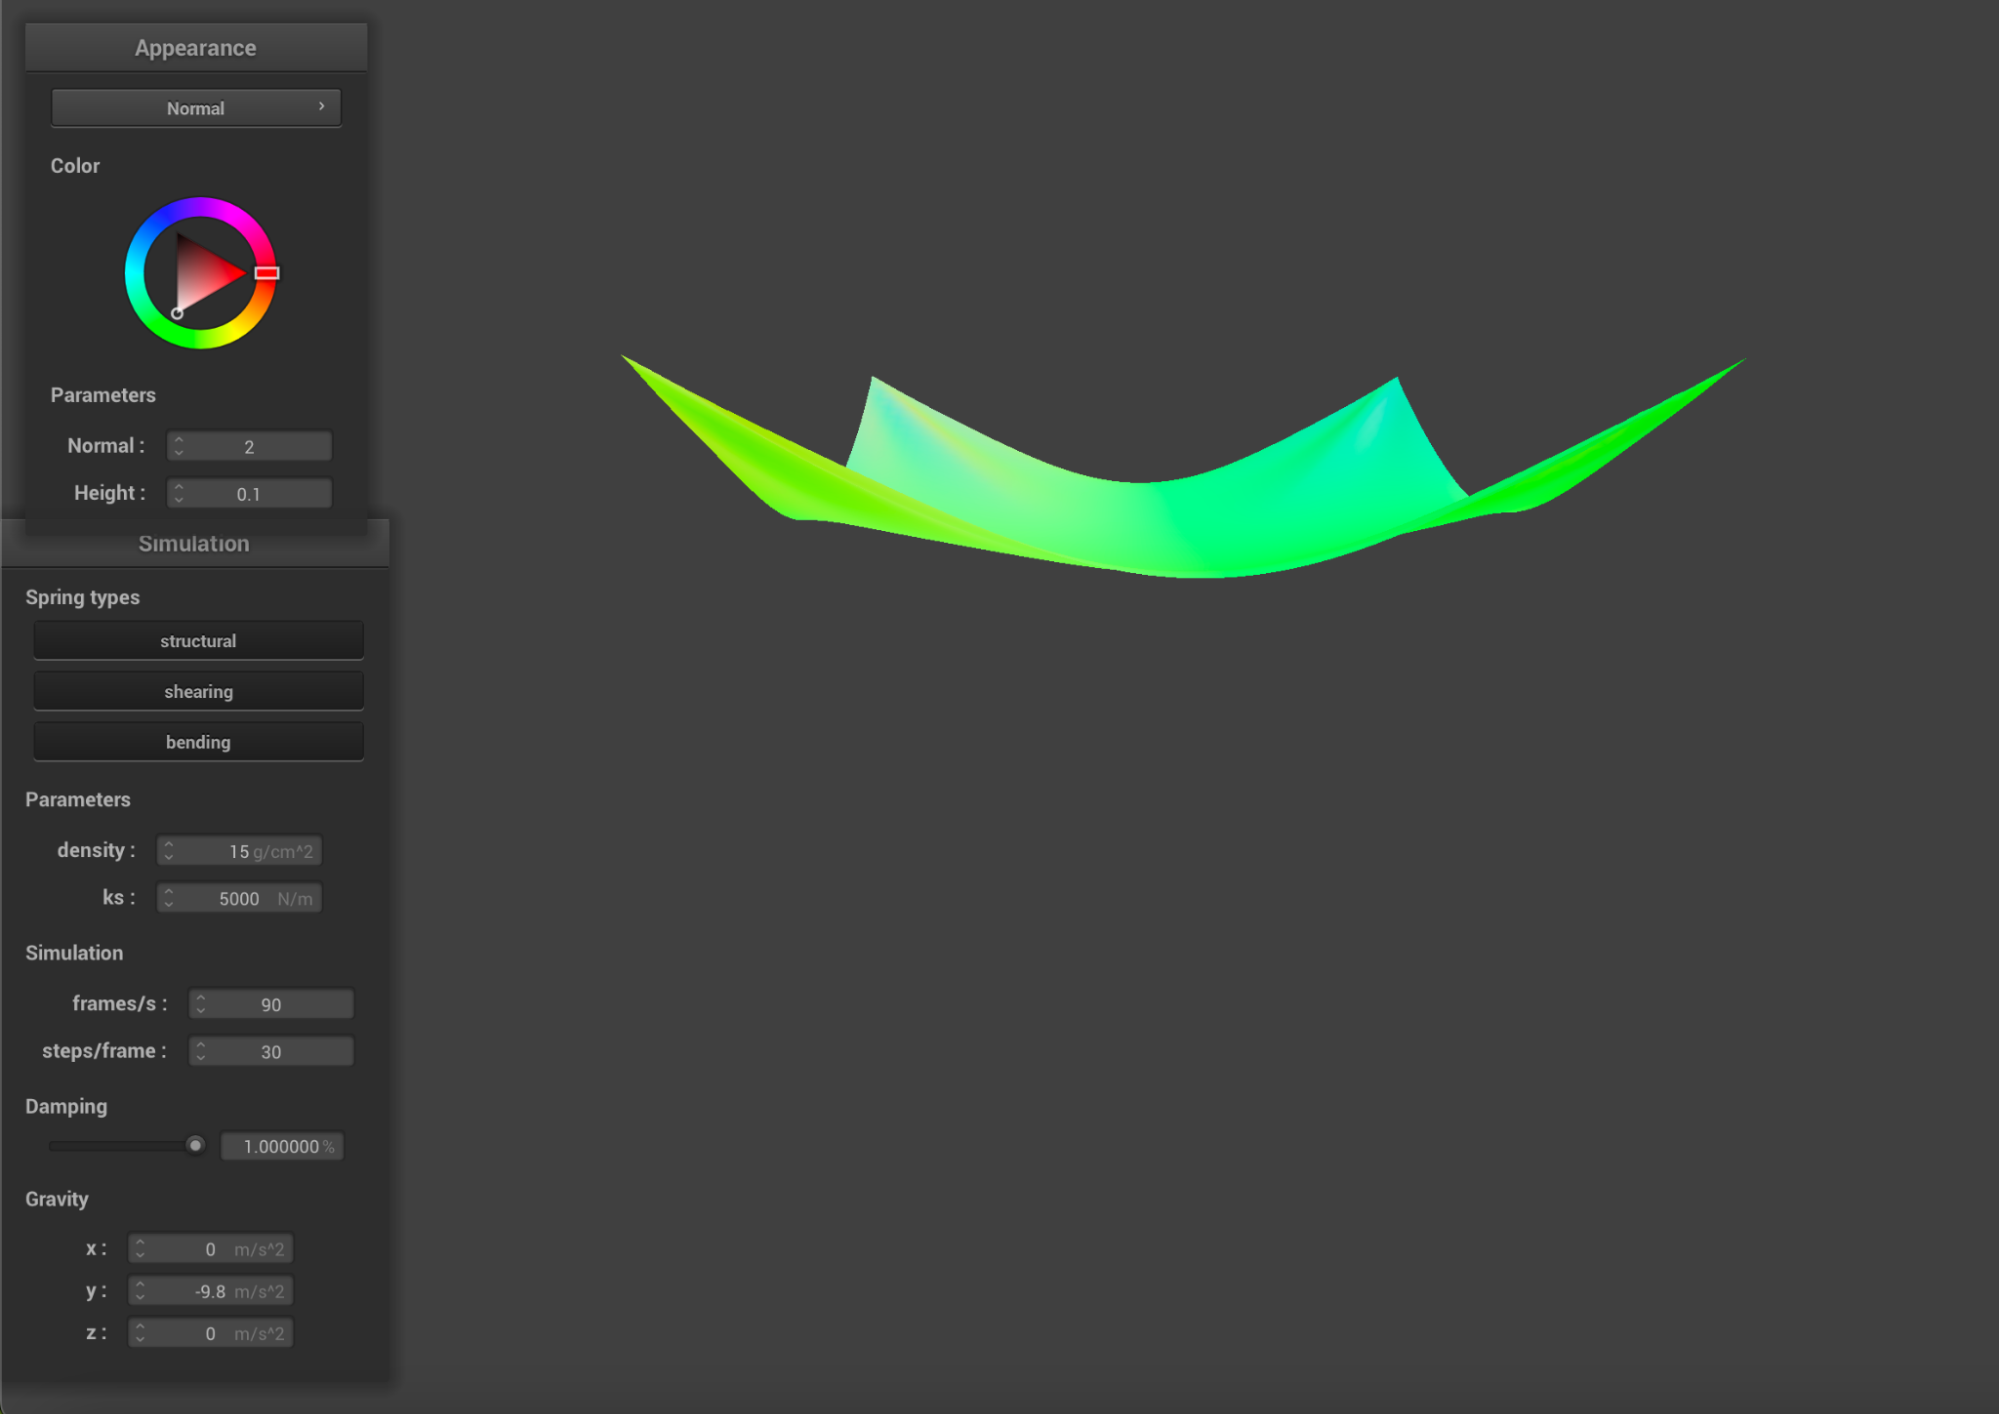 Appearance
Normal
Color
Parameters
Normal : 2
Height : 0.1
Simulation
Spring types
structural
shearing
bending
Parameters
density : 15 g/cm^2
ks : 5000 N/m
Simulation
frames/s : 90
steps/frame : 30
Damping
1.000000 %
Gravity
x : 0 m/s^2
y : -9.8 m/s^2
z : 0 m/s^2